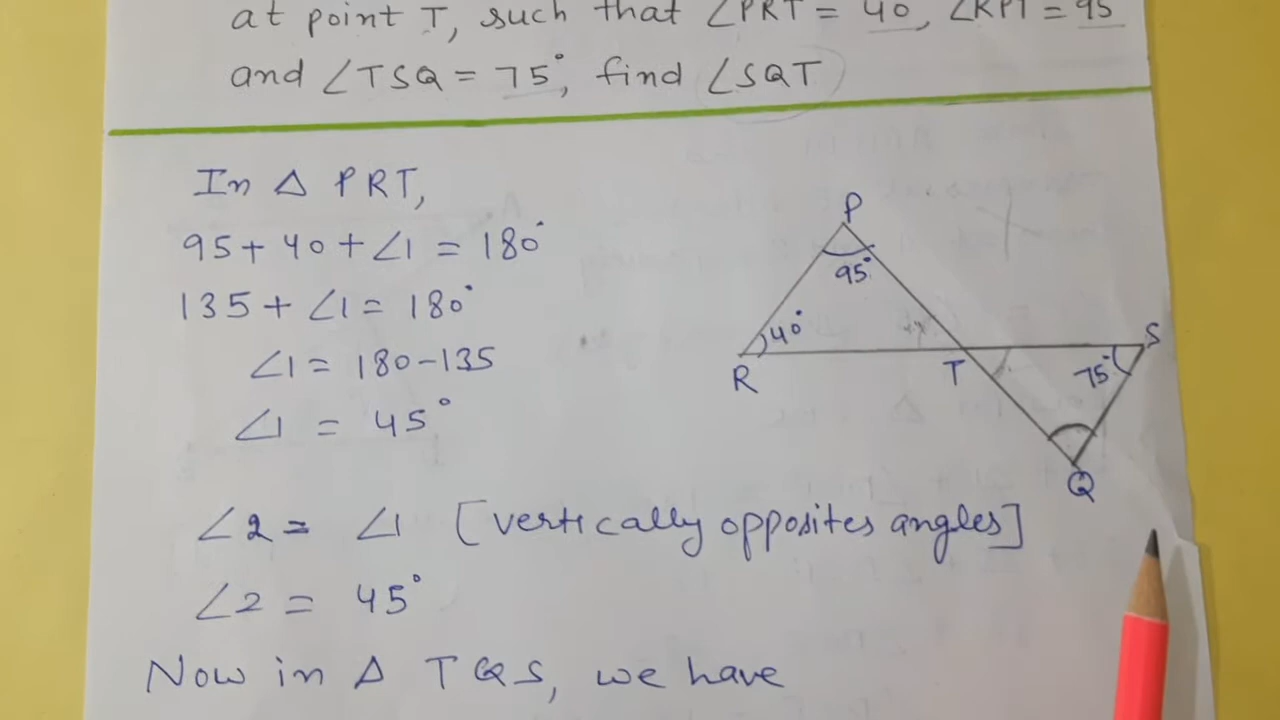 at point T, such that ∠PRT = 40, ∠RPT = 95
and ∠TSQ = 75°, find ∠SQT
In △ PRT,
95 + 40 + ∠1 = 180°
135 + ∠1 = 180°
∠1 = 180 - 135
∠1 = 45°
P
95°
40°
R
T
S
75°
Q
∠2 = ∠1 [vertically opposites angles]
∠2 = 45°
Now in △ TQS, we have